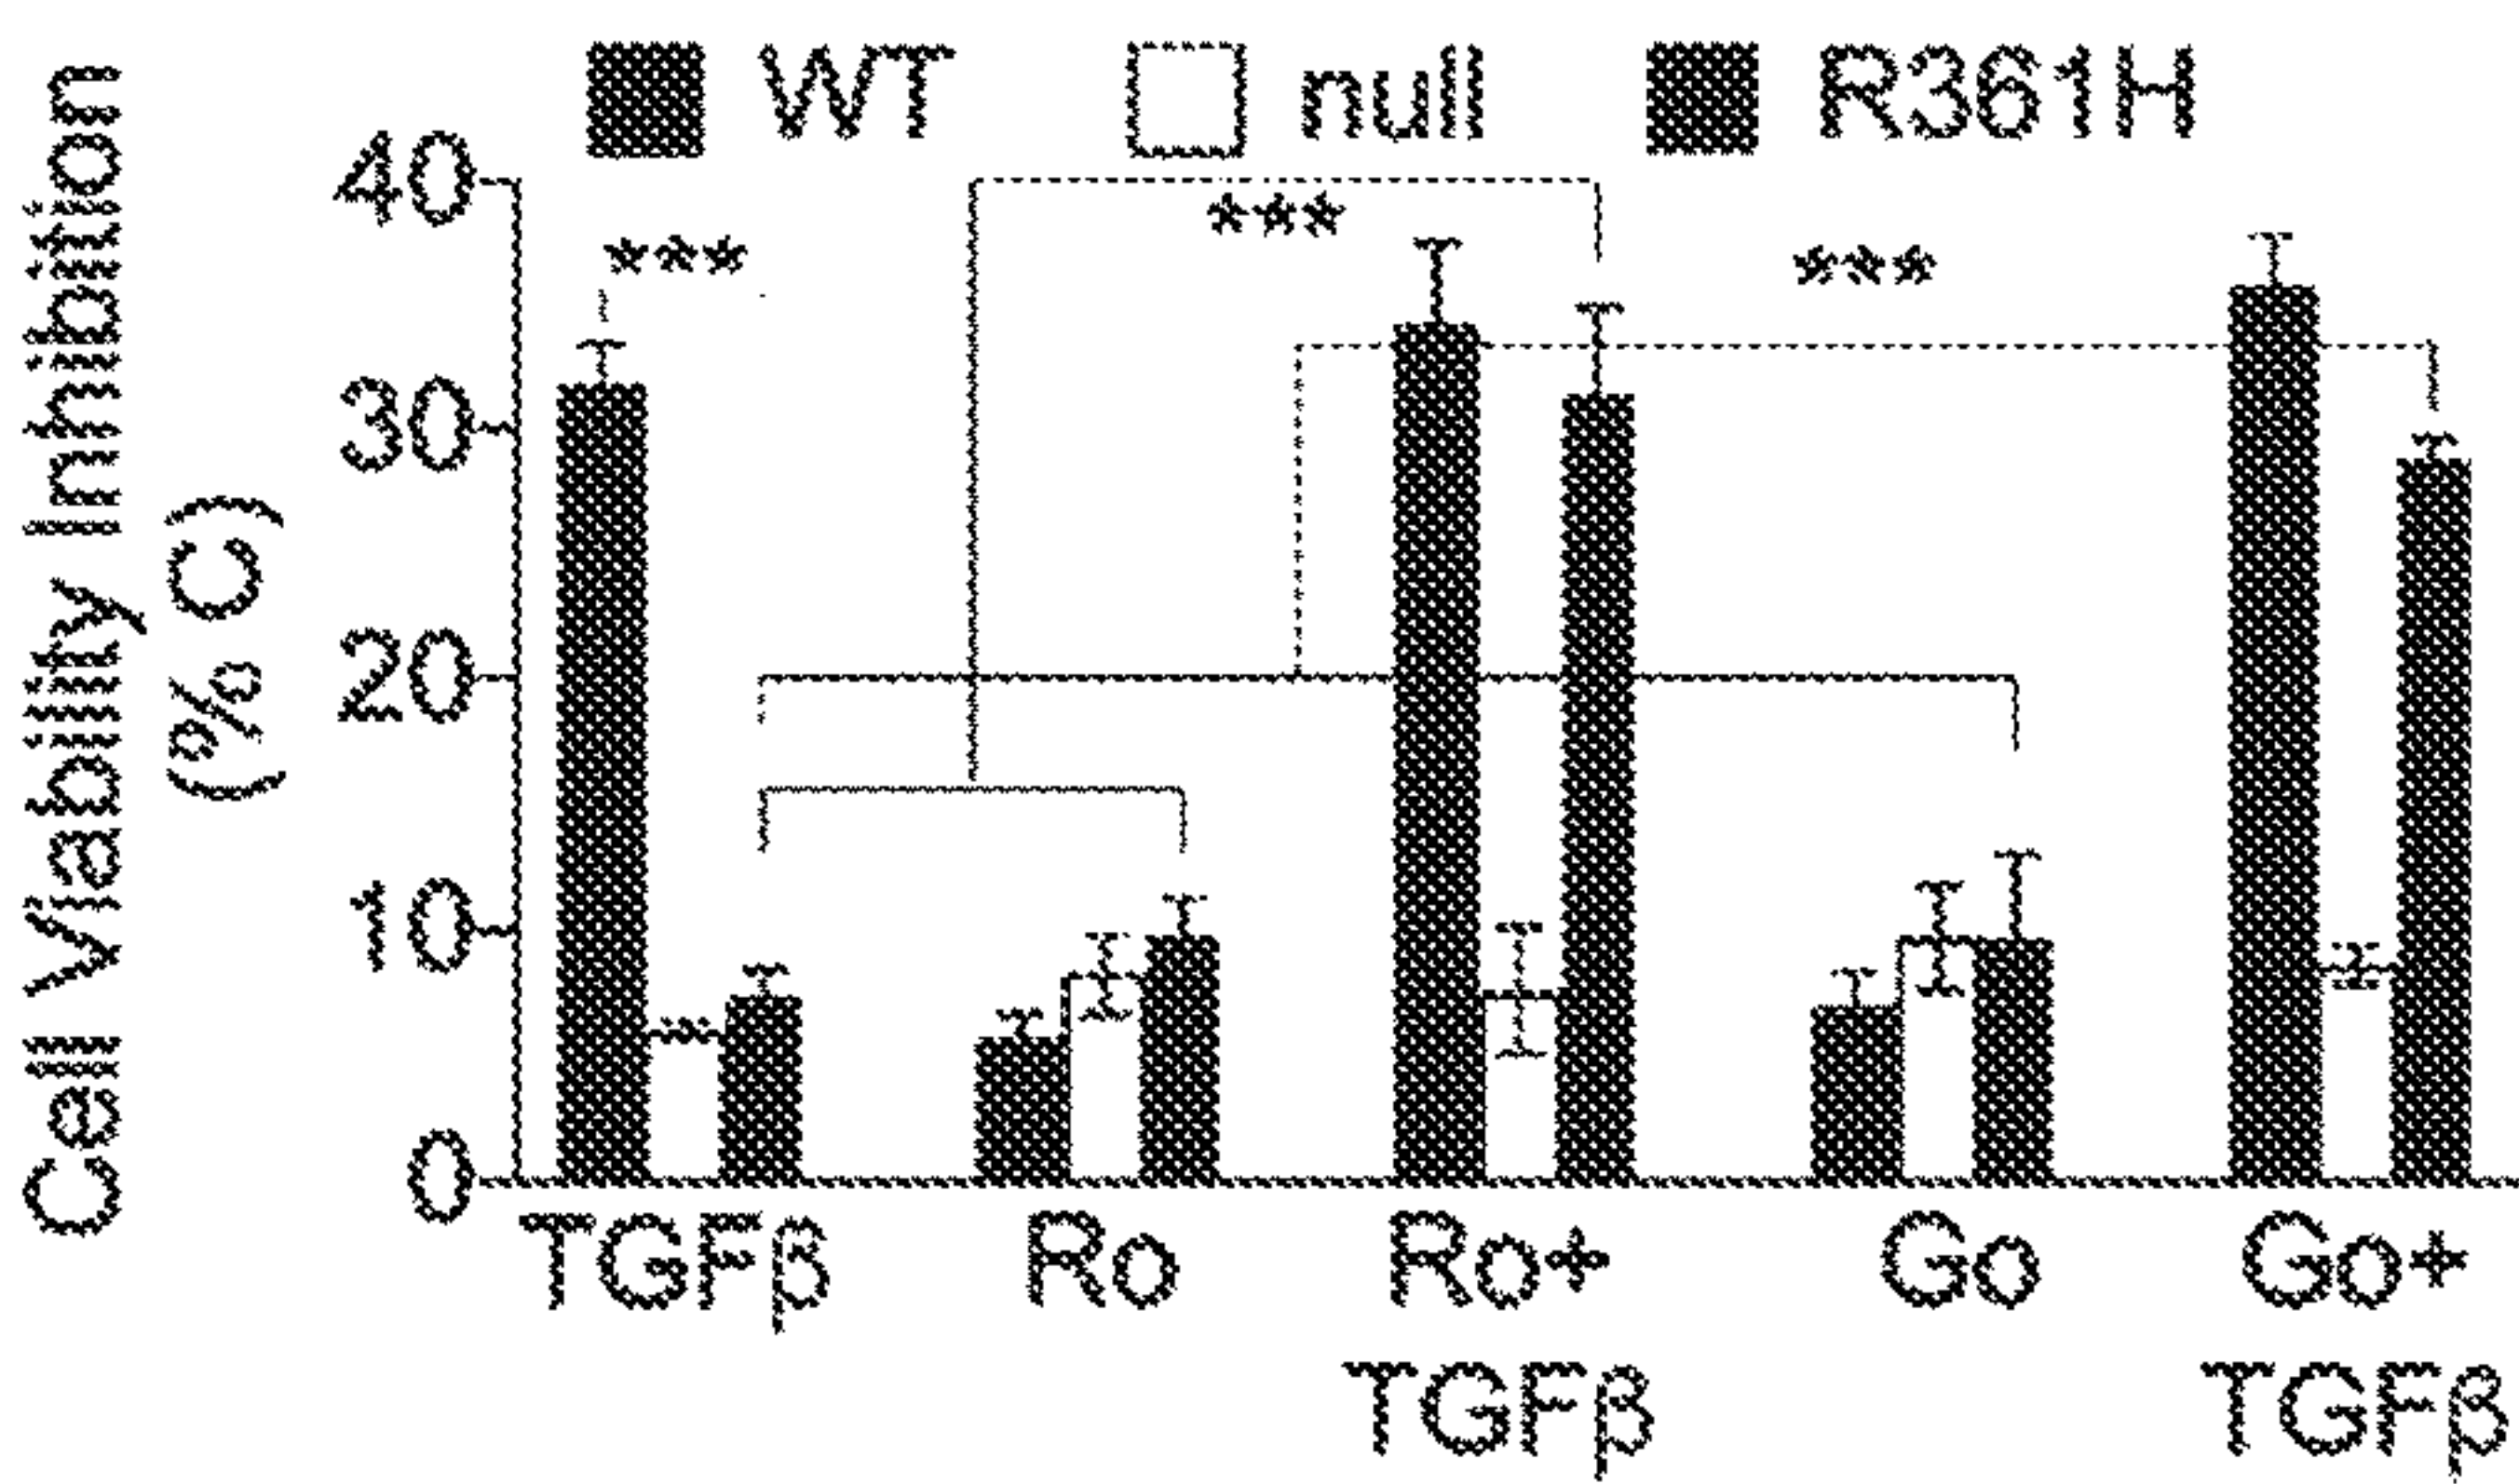 Cell Viability Inhibition
(% C)
WT null R361H
40
30
20
10
0
***
***
***
TGFβ Ro Ro+ Go Go+
TGFβ TGFβ